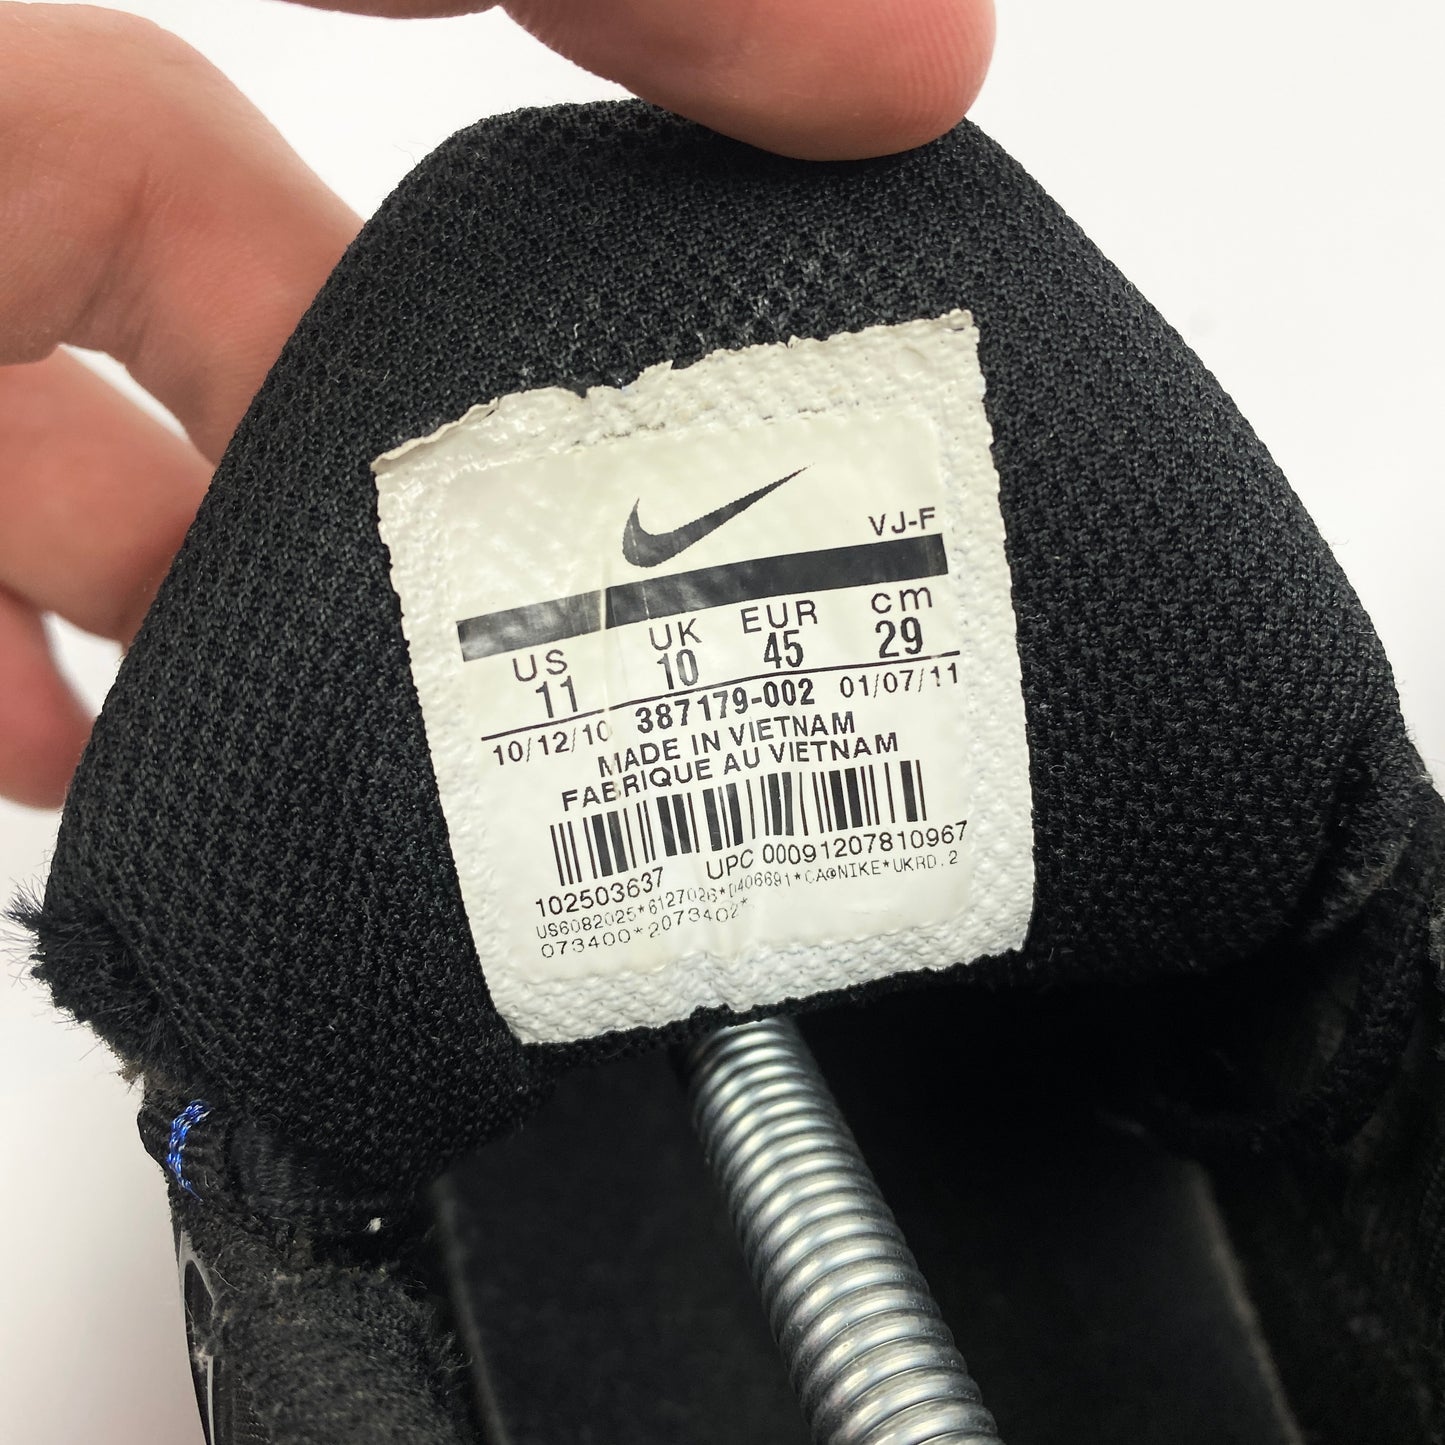 VJ-F
US UK EUR cm
11 10 45 29
10/12/10 387179-002 01/07/11
MADE IN VIETNAM
FABRIQUE AU VIETNAM
102503637 UPC 00091207810967
US6082025*6127026*D406691*CA@NIKE*UKRD.2
073400*2073402*